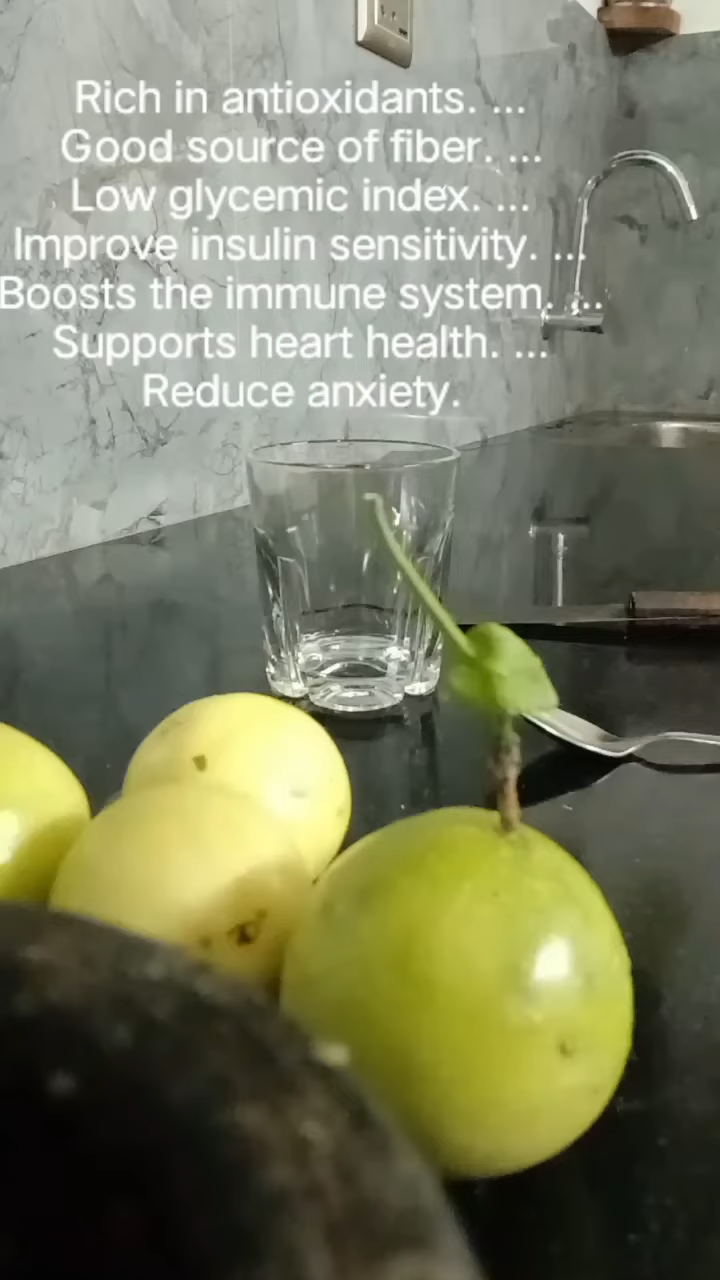 Rich in antioxidants. ...
Good source of fiber. ...
Low glycemic index. ...
Improve insulin sensitivity. ...
Boosts the immune system. ...
Supports heart health. ...
Reduce anxiety.